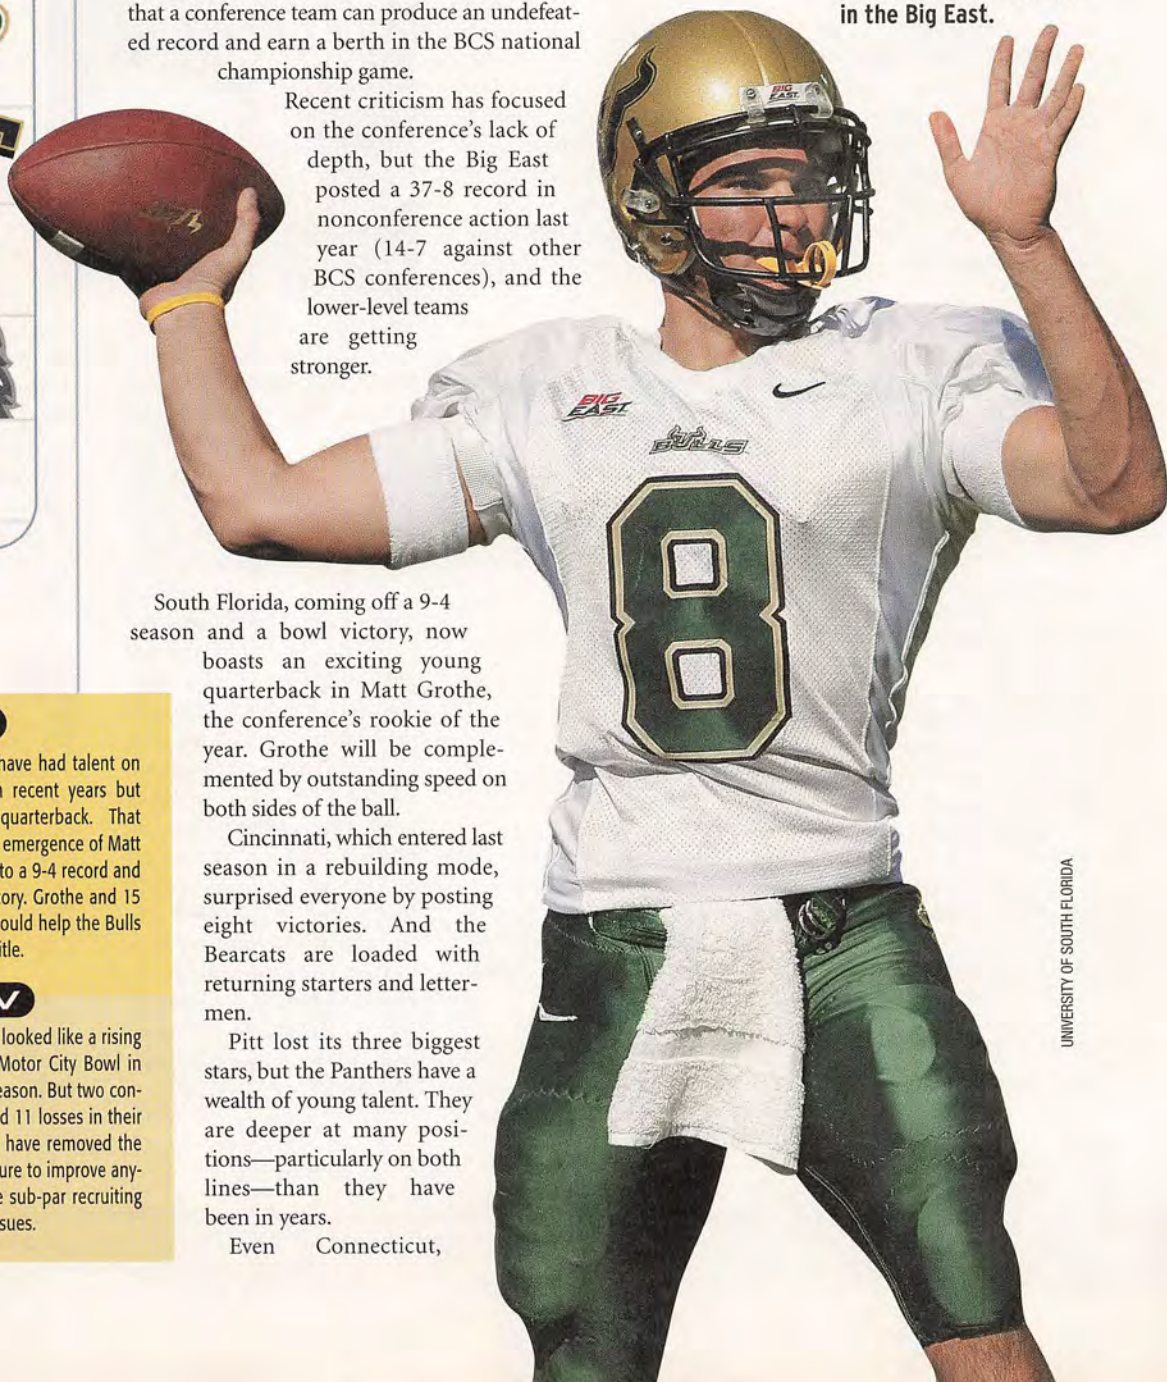 that a conference team can produce an undefeat-
ed record and earn a berth in the BCS national
championship game.
Recent criticism has focused
on the conference's lack of
depth, but the Big East
posted a 37-8 record in
nonconference action last
year (14-7 against other
BCS conferences), and the
lower-level teams
are getting
stronger.
South Florida, coming off a 9-4
season and a bowl victory, now
boasts an exciting young
quarterback in Matt Grothe,
the conference's rookie of the
year. Grothe will be comple-
mented by outstanding speed on
both sides of the ball.
Cincinnati, which entered last
season in a rebuilding mode,
surprised everyone by posting
eight victories. And the
Bearcats are loaded with
returning starters and letter-
men.
Pitt lost its three biggest
stars, but the Panthers have a
wealth of young talent. They
are deeper at many posi-
tions—particularly on both
lines—than they have
been in years.
Even Connecticut,
in the Big East.
BIG
EAST
BIG
EAST
BULLS
8
UNIVERSITY OF SOUTH FLORIDA
have had talent on
recent years but
quarterback. That
emergence of Matt
to a 9-4 record and
tory. Grothe and 15
ould help the Bulls
itle.
looked like a rising
Motor City Bowl in
eason. But two con-
d 11 losses in their
have removed the
ure to improve any-
e sub-par recruiting
sues.